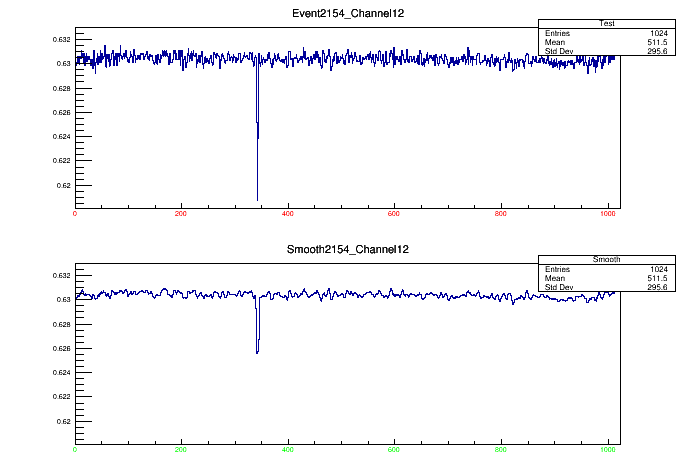 Event2154_Channel12
Test
Entries 1024
Mean 511.5
Std Dev 295.6
0.632
0.63
0.628
0.626
0.624
0.622
0.62
0 200 400 600 800 1000
Smooth2154_Channel12
Smooth
Entries 1024
Mean 511.5
Std Dev 295.6
0.632
0.63
0.628
0.626
0.624
0.622
0.62
0 200 400 600 800 1000